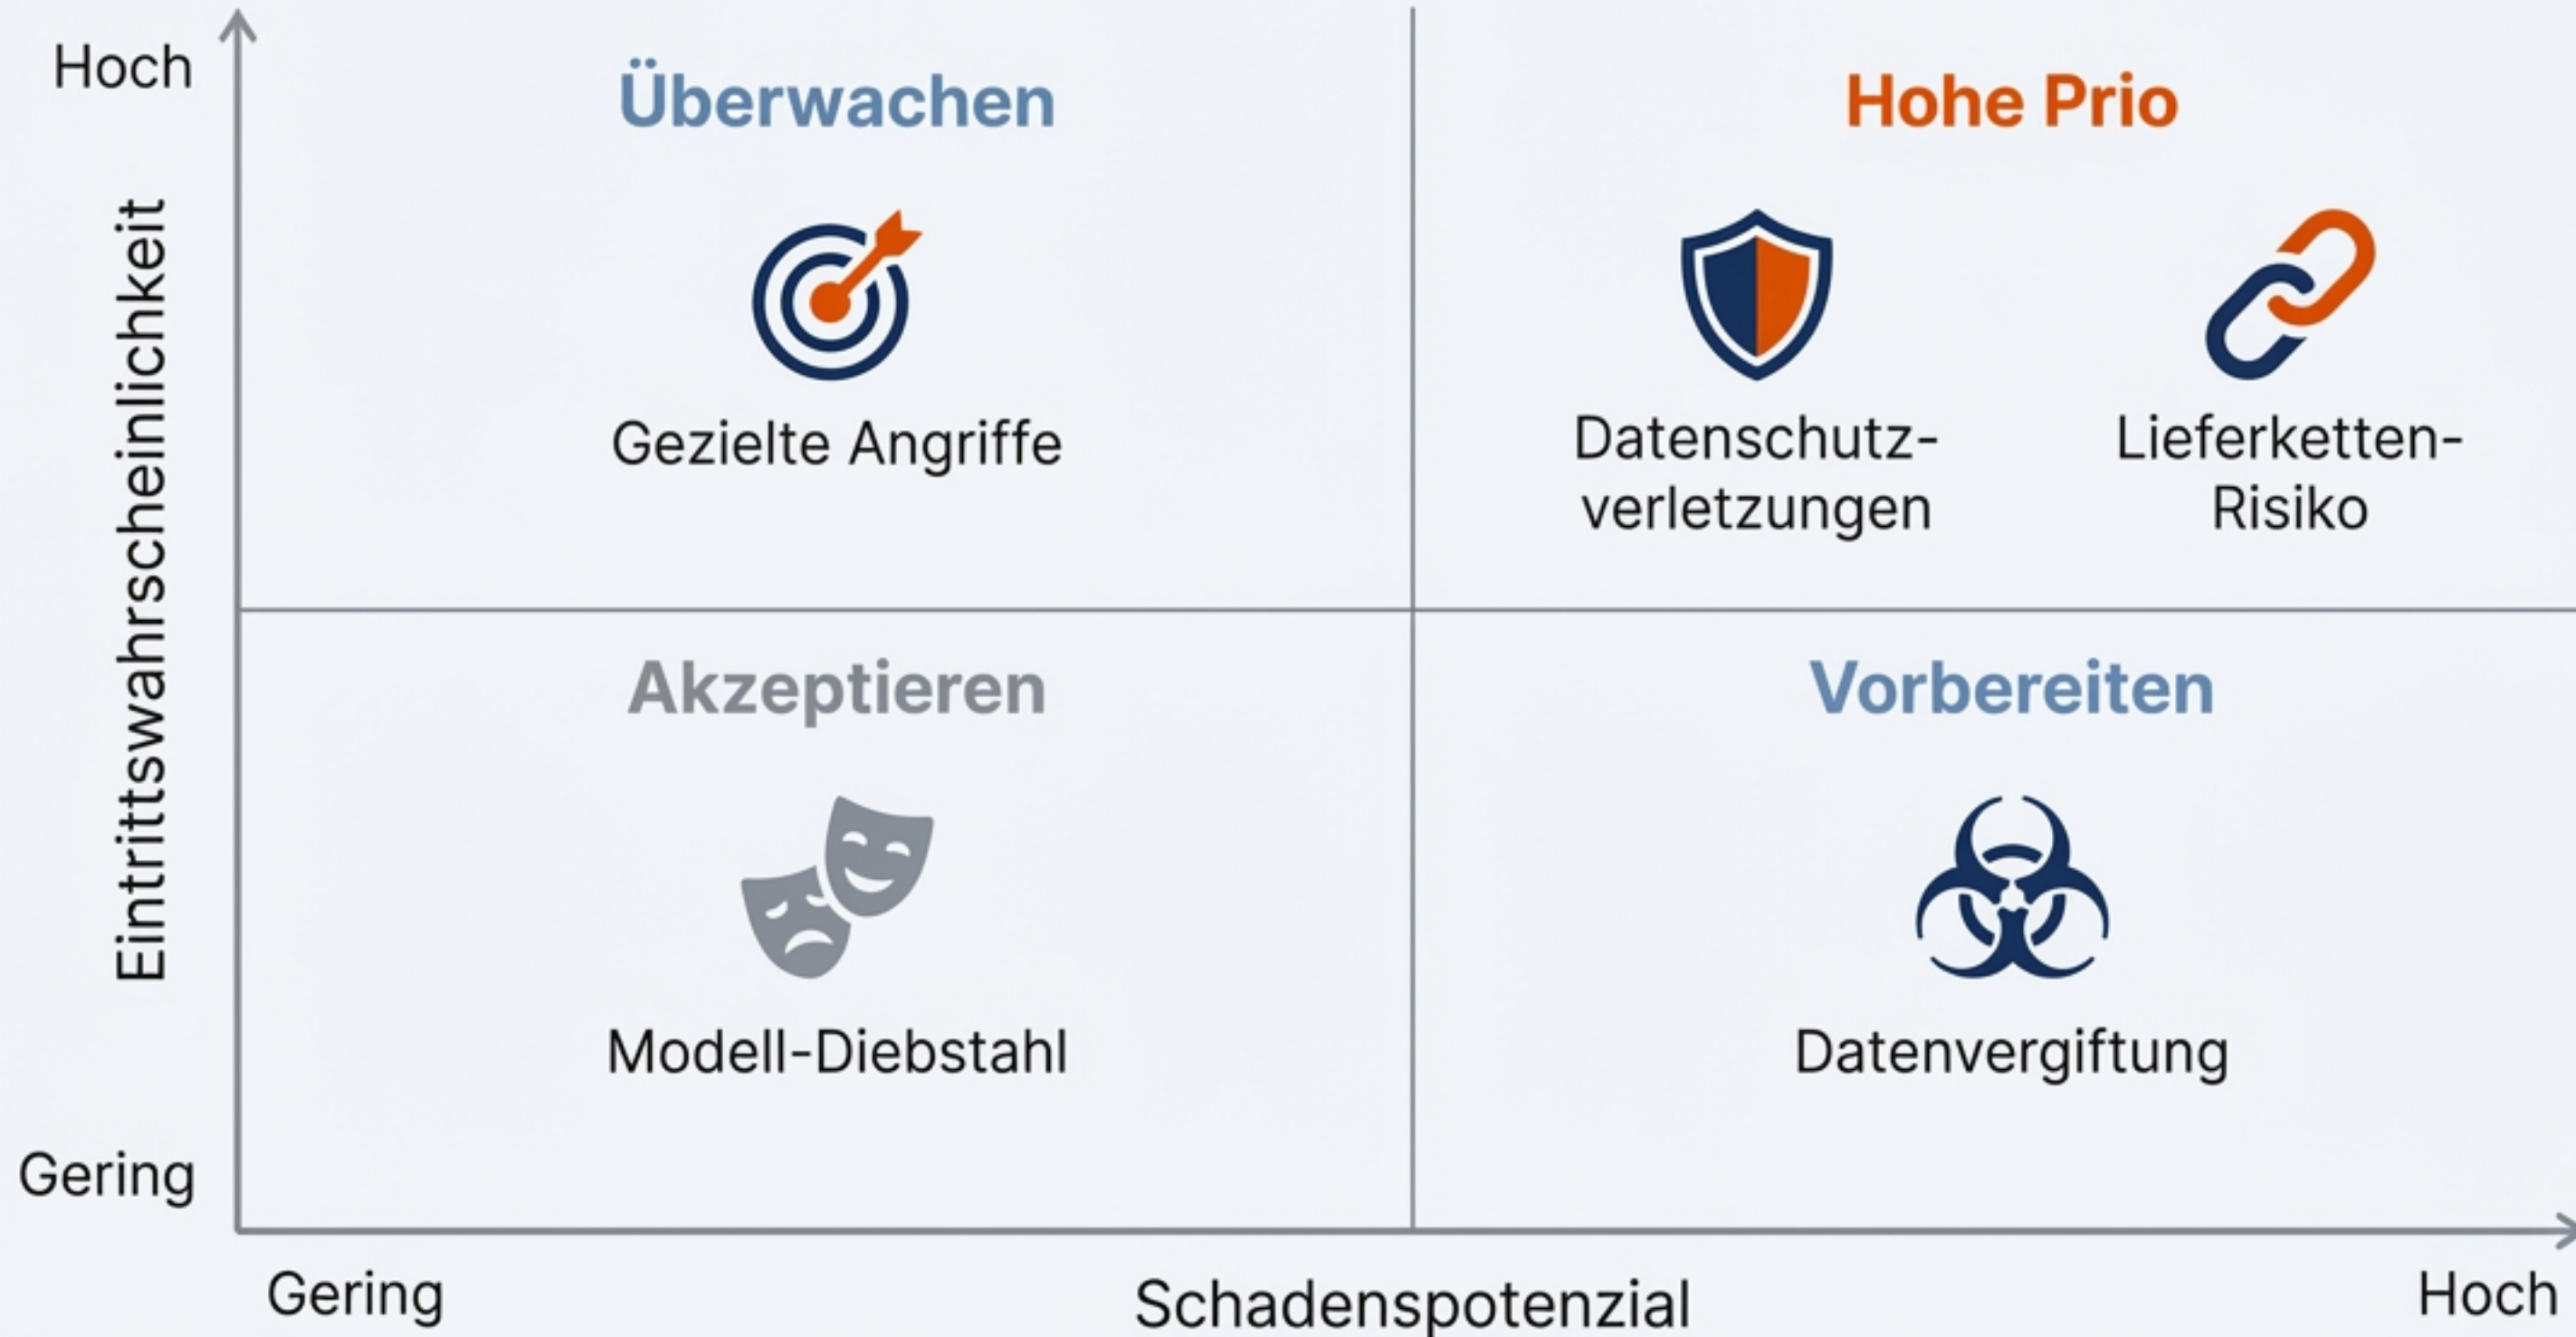 Hoch
Überwachen
Hohe Prio
Eintrittswahrscheinlichkeit
Gezielte Angriffe
Datenschutz-
verletzungen
Lieferketten-
Risiko
Akzeptieren
Vorbereiten
Modell-Diebstahl
Datenvergiftung
Gering
Gering
Schadenspotenzial
Hoch